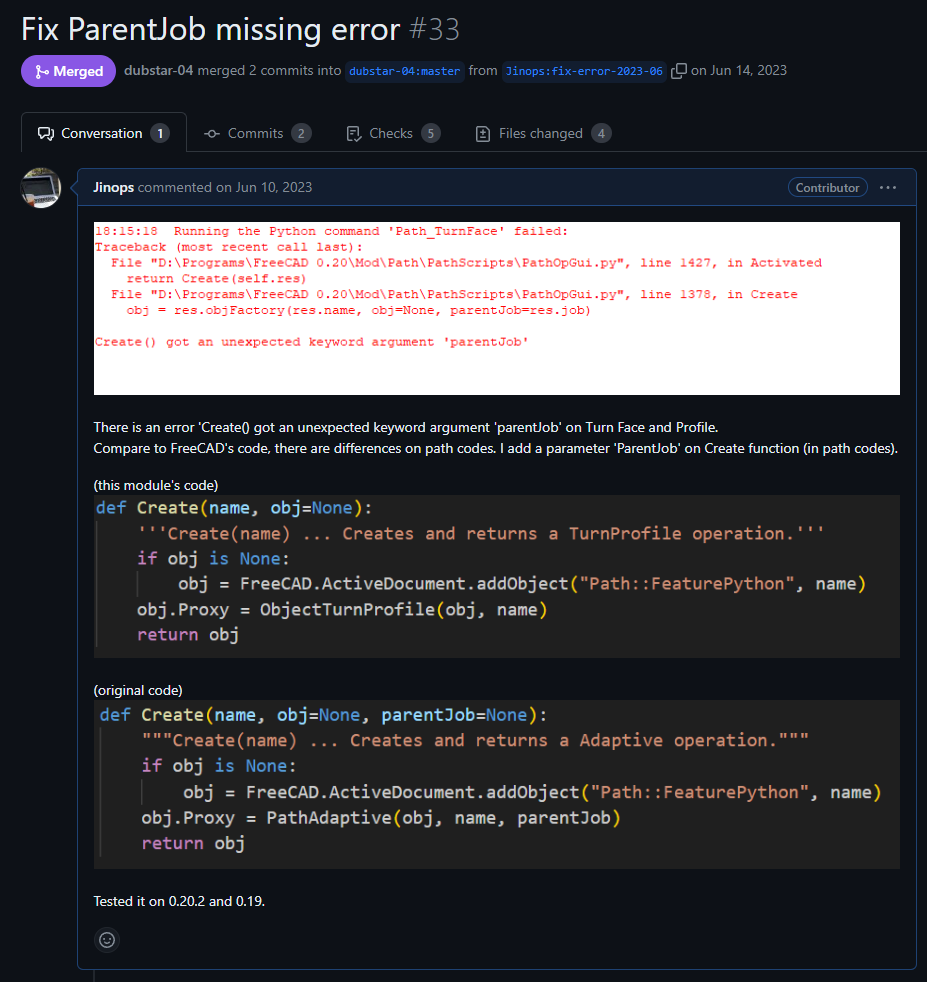 Fix ParentJob missing error #33
Merged dubstar-04 merged 2 commits into dubstar-04:master from Jinops:fix-error-2023-06 on Jun 14, 2023
Conversation 1 Commits 2 Checks 5 Files changed 4
Jinops commented on Jun 10, 2023 Contributor ...
18:15:18  Running the Python command 'Path_TurnFace' failed:
Traceback (most recent call last):
  File "D:\Programs\FreeCAD 0.20\Mod\Path\PathScripts\PathOpGui.py", line 1427, in Activated
    return Create(self.res)
  File "D:\Programs\FreeCAD 0.20\Mod\Path\PathScripts\PathOpGui.py", line 1378, in Create
    obj = res.objFactory(res.name, obj=None, parentJob=res.job)
Create() got an unexpected keyword argument 'parentJob'
There is an error 'Create() got an unexpected keyword argument 'parentJob' on Turn Face and Profile.
Compare to FreeCAD's code, there are differences on path codes. I add a parameter 'ParentJob' on Create function (in path codes).
(this module's code)
def Create(name, obj=None):
    '''Create(name) ... Creates and returns a TurnProfile operation.'''
    if obj is None:
        obj = FreeCAD.ActiveDocument.addObject("Path::FeaturePython", name)
    obj.Proxy = ObjectTurnProfile(obj, name)
    return obj
(original code)
def Create(name, obj=None, parentJob=None):
    """Create(name) ... Creates and returns a Adaptive operation."""
    if obj is None:
        obj = FreeCAD.ActiveDocument.addObject("Path::FeaturePython", name)
    obj.Proxy = PathAdaptive(obj, name, parentJob)
    return obj
Tested it on 0.20.2 and 0.19.